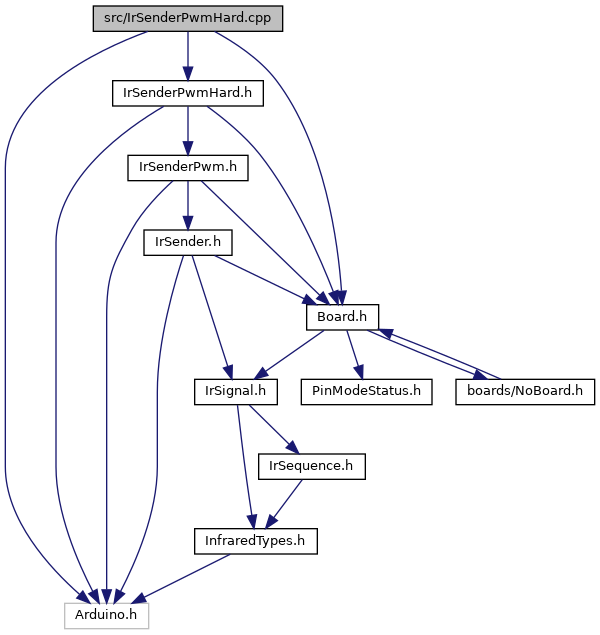 src/IrSenderPwmHard.cpp
IrSenderPwmHard.h
IrSenderPwm.h
IrSender.h
Board.h
IrSignal.h
PinModeStatus.h
boards/NoBoard.h
IrSequence.h
InfraredTypes.h
Arduino.h